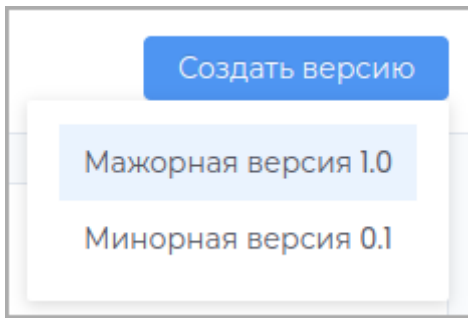 Создать версию
Мажорная версия 1.0
Минорная версия 0.1